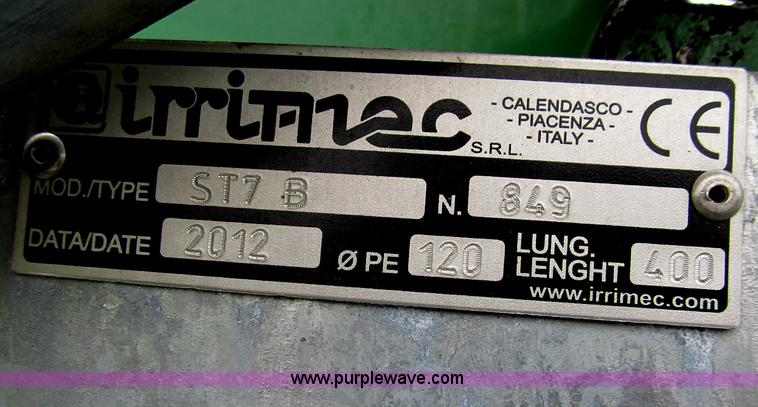 irrimec
S.R.L.
- CALENDASCO -
- PIACENZA -
- ITALY -
CE
MOD./TYPE ST7 B N. 849
DATA/DATE 2012 Ø PE 120 LUNG. LENGHT 400
www.irrimec.com
www.purplewave.com